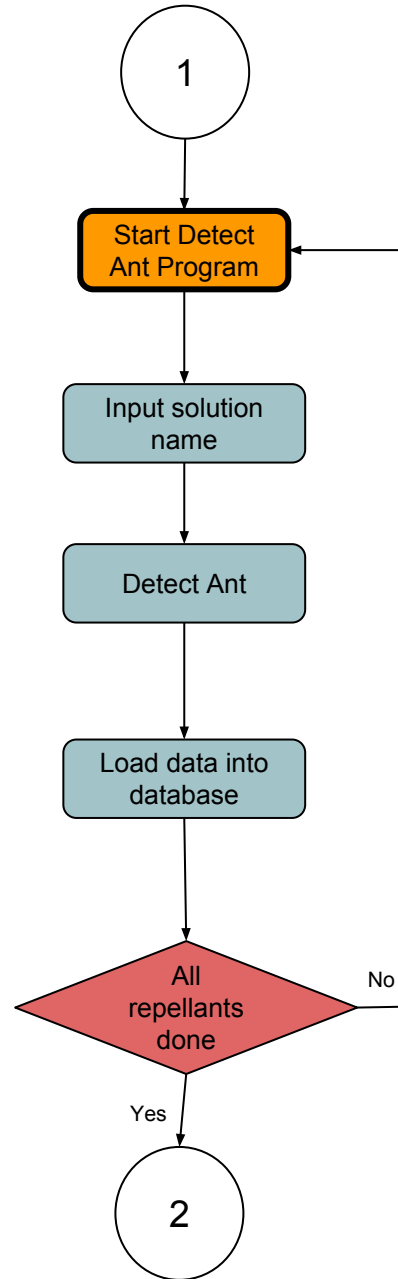 1
Start Detect
Ant Program
Input solution
name
Detect Ant
Load data into
database
All
repellants
done
No
Yes
2